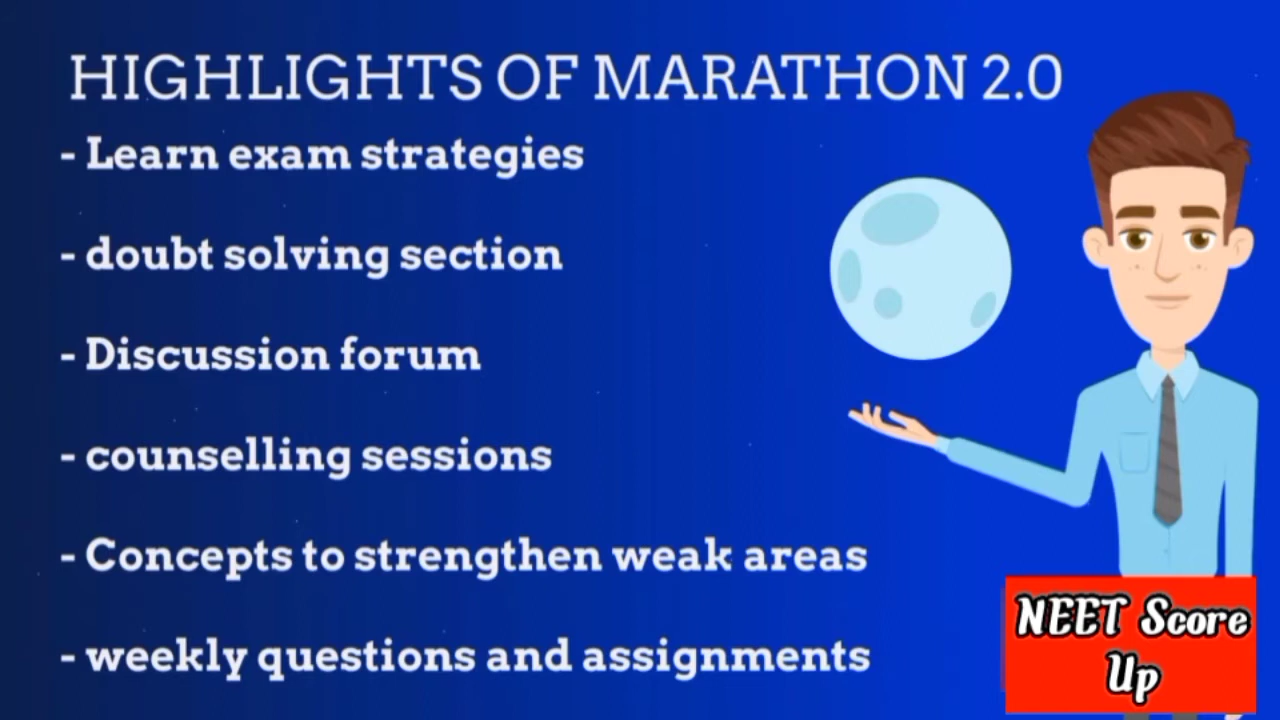 HIGHLIGHTS OF MARATHON 2.0
- Learn exam strategies
- doubt solving section
- Discussion forum
- counselling sessions
- Concepts to strengthen weak areas
- weekly questions and assignments
NEET Score
Up